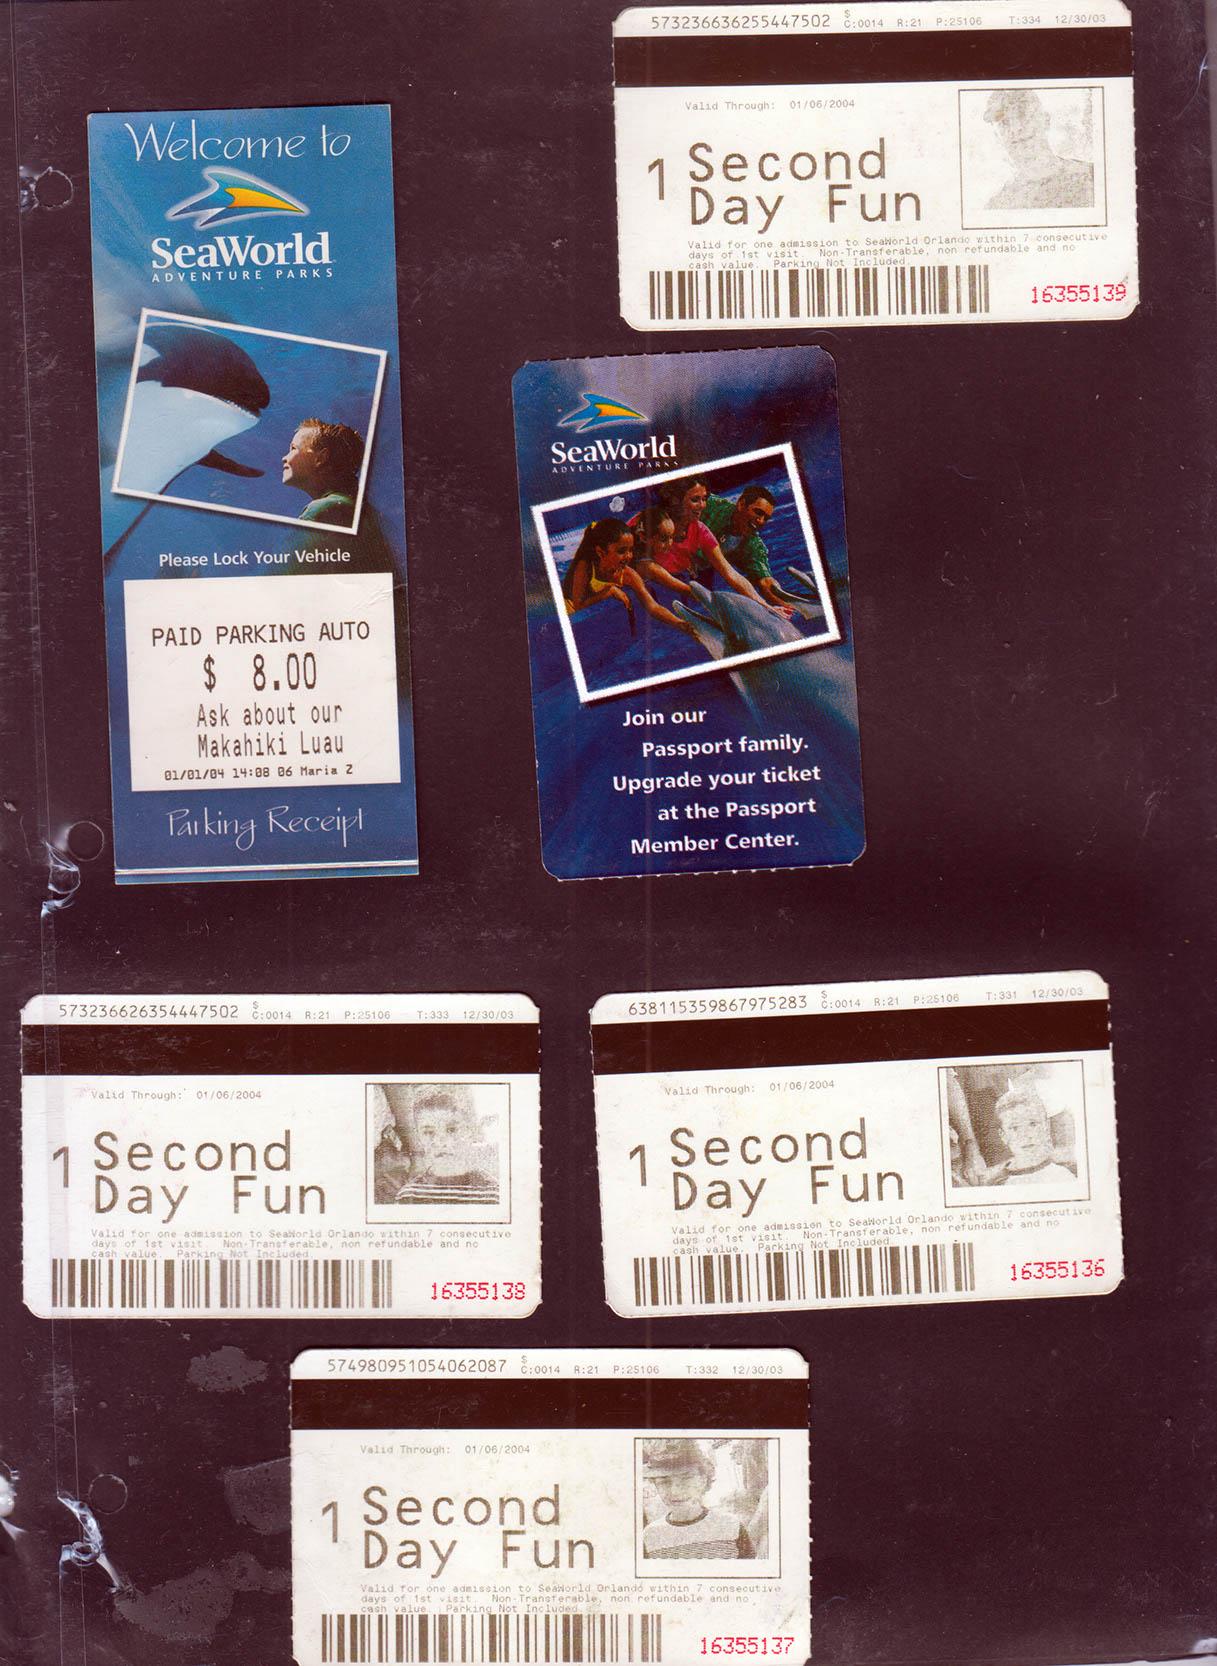 573236636255447502 $ C:0014 R:21 P:25106 T:334 12/30/03
Valid Through: 01/06/2004
1 Second
Day Fun
Valid for one admission to SeaWorld Orlando within 7 consecutive
days of 1st visit. Non-Transferable, non refundable and no
cash value. Parking Not Included.
16355139
Welcome to
SeaWorld
ADVENTURE PARKS
Please Lock Your Vehicle
PAID PARKING AUTO
$ 8.00
Ask about our
Makahiki Luau
01/01/04 14:08 06 Maria Z
Parking Receipt
SeaWorld
ADVENTURE PARKS
Join our
Passport family.
Upgrade your ticket
at the Passport
Member Center.
573236626354447502 $ C:0014 R:21 P:25106 T:333 12/30/03
Valid Through: 01/06/2004
1 Second
Day Fun
Valid for one admission to SeaWorld Orlando within 7 consecutive
days of 1st visit. Non-Transferable, non refundable and no
cash value. Parking Not Included.
16355138
638115359867975283 $ C:0014 R:21 P:25106 T:331 12/30/03
Valid Through: 01/06/2004
1 Second
Day Fun
Valid for one admission to SeaWorld Orlando within 7 consecutive
days of 1st visit. Non-Transferable, non refundable and no
cash value. Parking Not Included.
16355136
574980951054062087 $ C:0014 R:21 P:25106 T:332 12/30/03
Valid Through: 01/06/2004
1 Second
Day Fun
Valid for one admission to SeaWorld Orlando within 7 consecutive
days of 1st visit. Non-Transferable, non refundable and no
cash value. Parking Not Included.
16355137